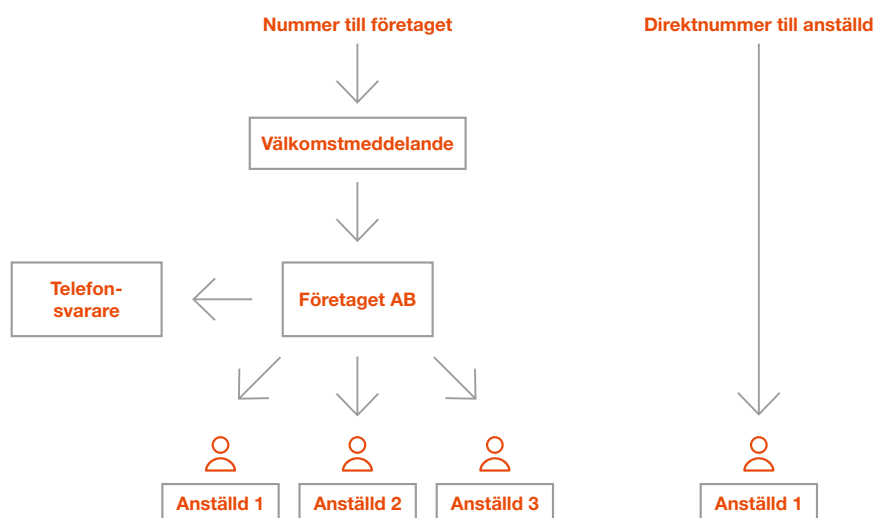 Nummer till företaget
Direktnummer till anställd
Välkomstmeddelande
Telefon-
svarare
Företaget AB
Anställd 1
Anställd 2
Anställd 3
Anställd 1